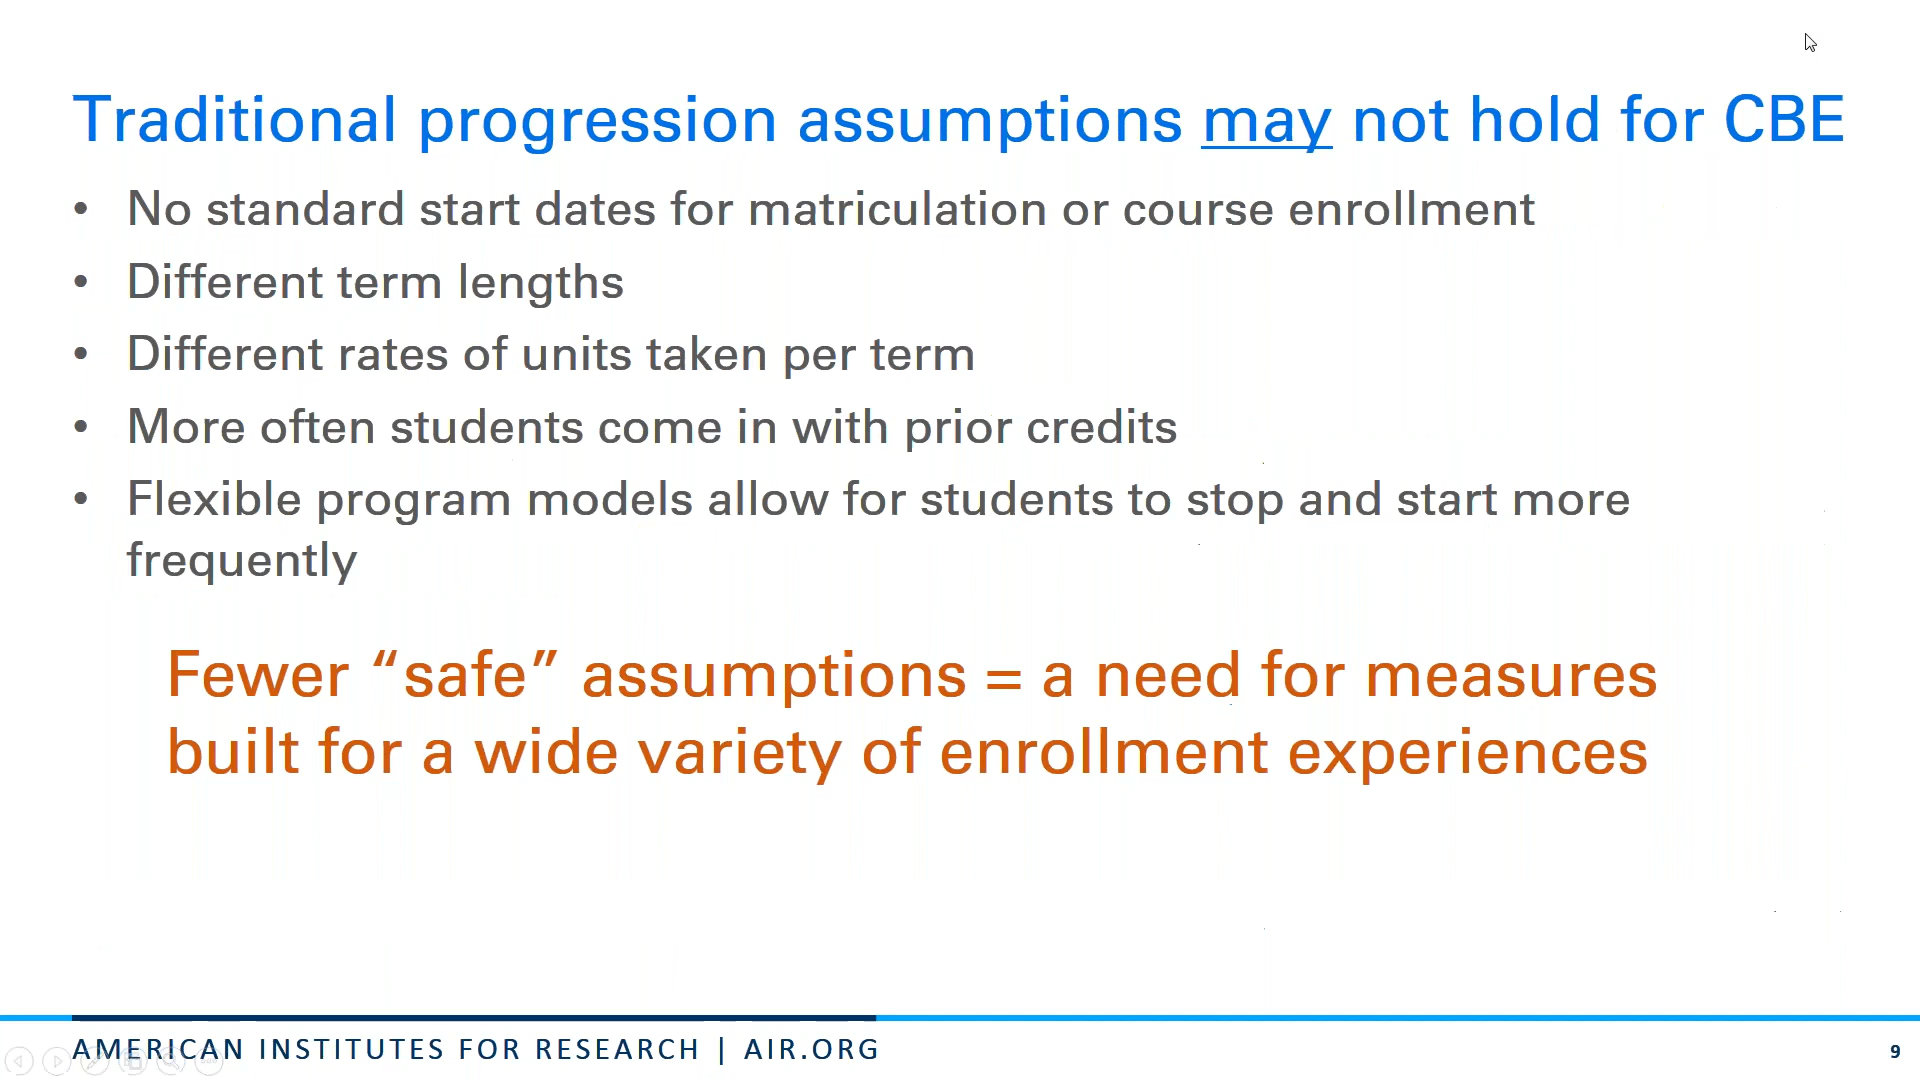 Traditional progression assumptions may not hold for CBE
• No standard start dates for matriculation or course enrollment
• Different term lengths
• Different rates of units taken per term
• More often students come in with prior credits
• Flexible program models allow for students to stop and start more
frequently
Fewer “safe” assumptions = a need for measures
built for a wide variety of enrollment experiences
AMERICAN INSTITUTES FOR RESEARCH | AIR.ORG
9